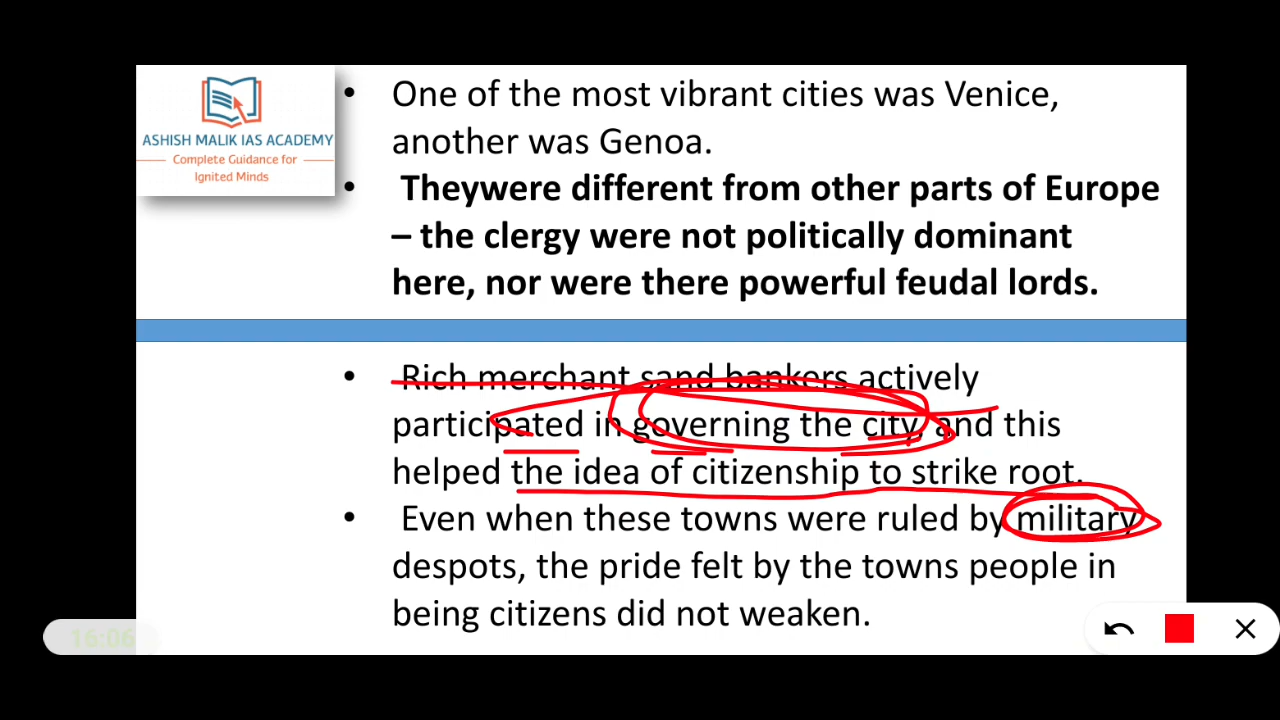 ASHISH MALIK IAS ACADEMY
Complete Guidance for
Ignited Minds
• One of the most vibrant cities was Venice,
another was Genoa.
• Theywere different from other parts of Europe
– the clergy were not politically dominant
here, nor were there powerful feudal lords.
• Rich merchant sand bankers actively
participated in governing the city, and this
helped the idea of citizenship to strike root.
• Even when these towns were ruled by military
despots, the pride felt by the towns people in
being citizens did not weaken.
16:06